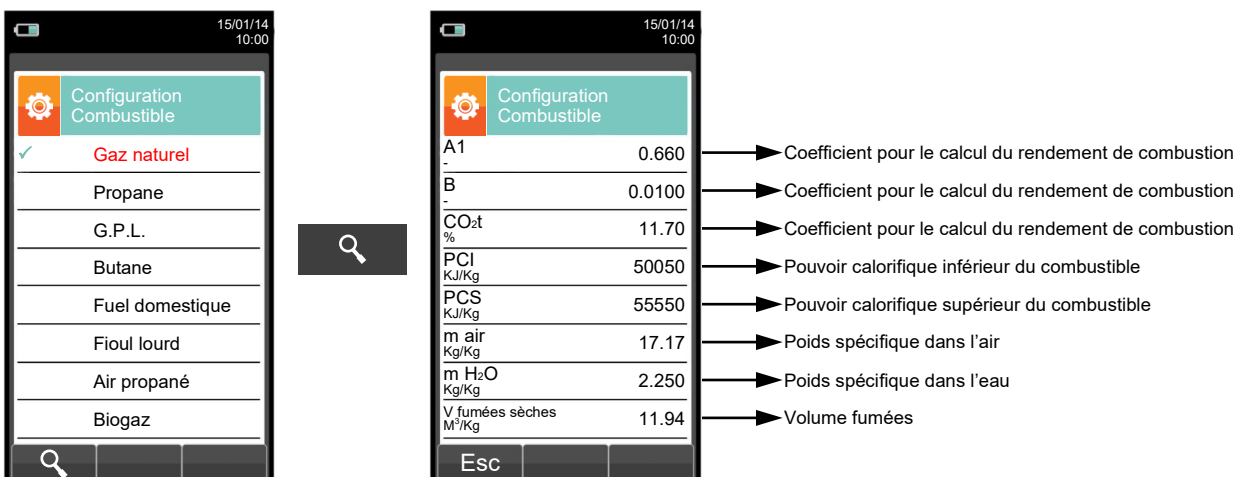 15/01/14
10:00
Configuration
Combustible
✓ Gaz naturel
Propane
G.P.L.
Butane
Fuel domestique
Fioul lourd
Air propané
Biogaz
15/01/14
10:00
Configuration
Combustible
A1
-
0.660
Coefficient pour le calcul du rendement de combustion
B
-
0.0100
Coefficient pour le calcul du rendement de combustion
CO₂t
%
11.70
Coefficient pour le calcul du rendement de combustion
PCI
KJ/Kg
50050
Pouvoir calorifique inférieur du combustible
PCS
KJ/Kg
55550
Pouvoir calorifique supérieur du combustible
m air
Kg/Kg
17.17
Poids spécifique dans l’air
m H₂O
Kg/Kg
2.250
Poids spécifique dans l’eau
V fumées sèches
M³/Kg
11.94
Volume fumées
Esc